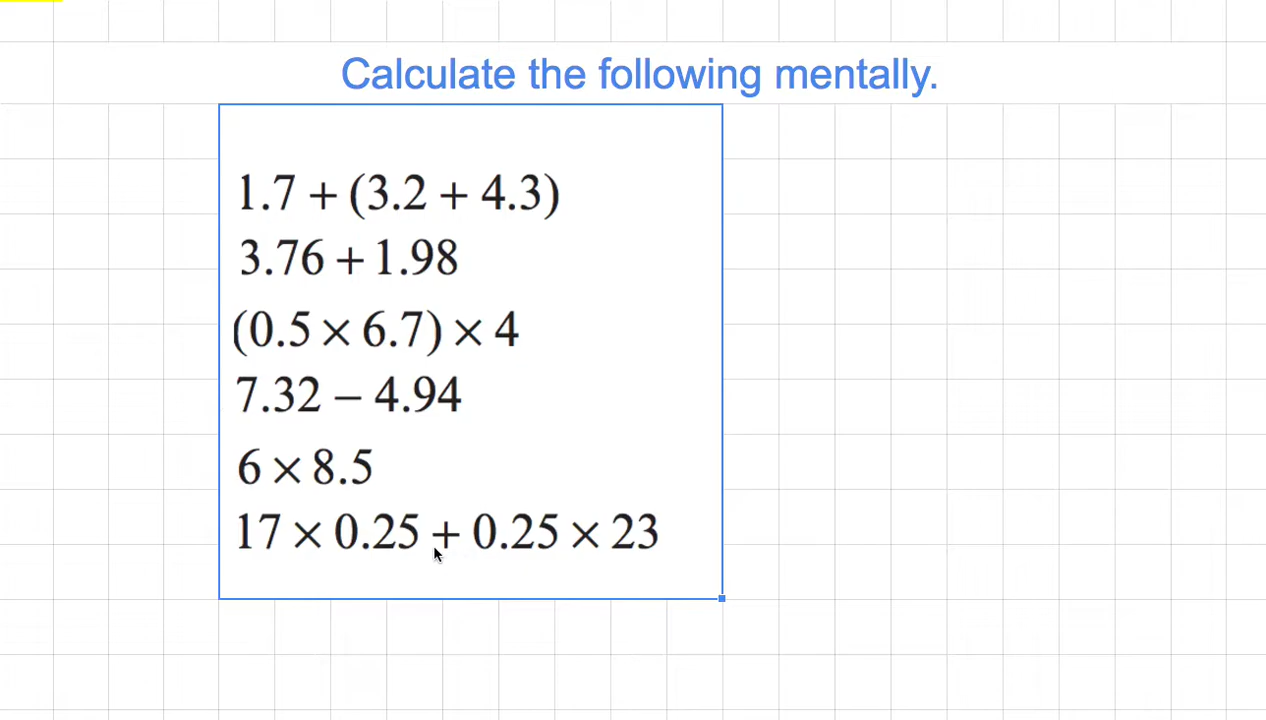 Calculate the following mentally.
1.7 + (3.2 + 4.3)
3.76 + 1.98
(0.5 × 6.7) × 4
7.32 – 4.94
6 × 8.5
17 × 0.25 + 0.25 × 23